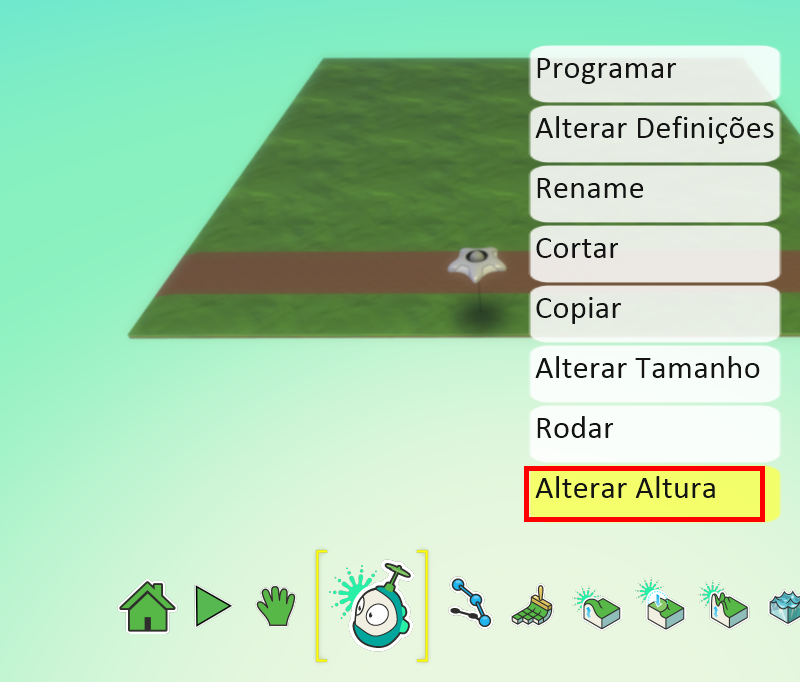 Programar
Alterar Definições
Rename
Cortar
Copiar
Alterar Tamanho
Rodar
Alterar Altura